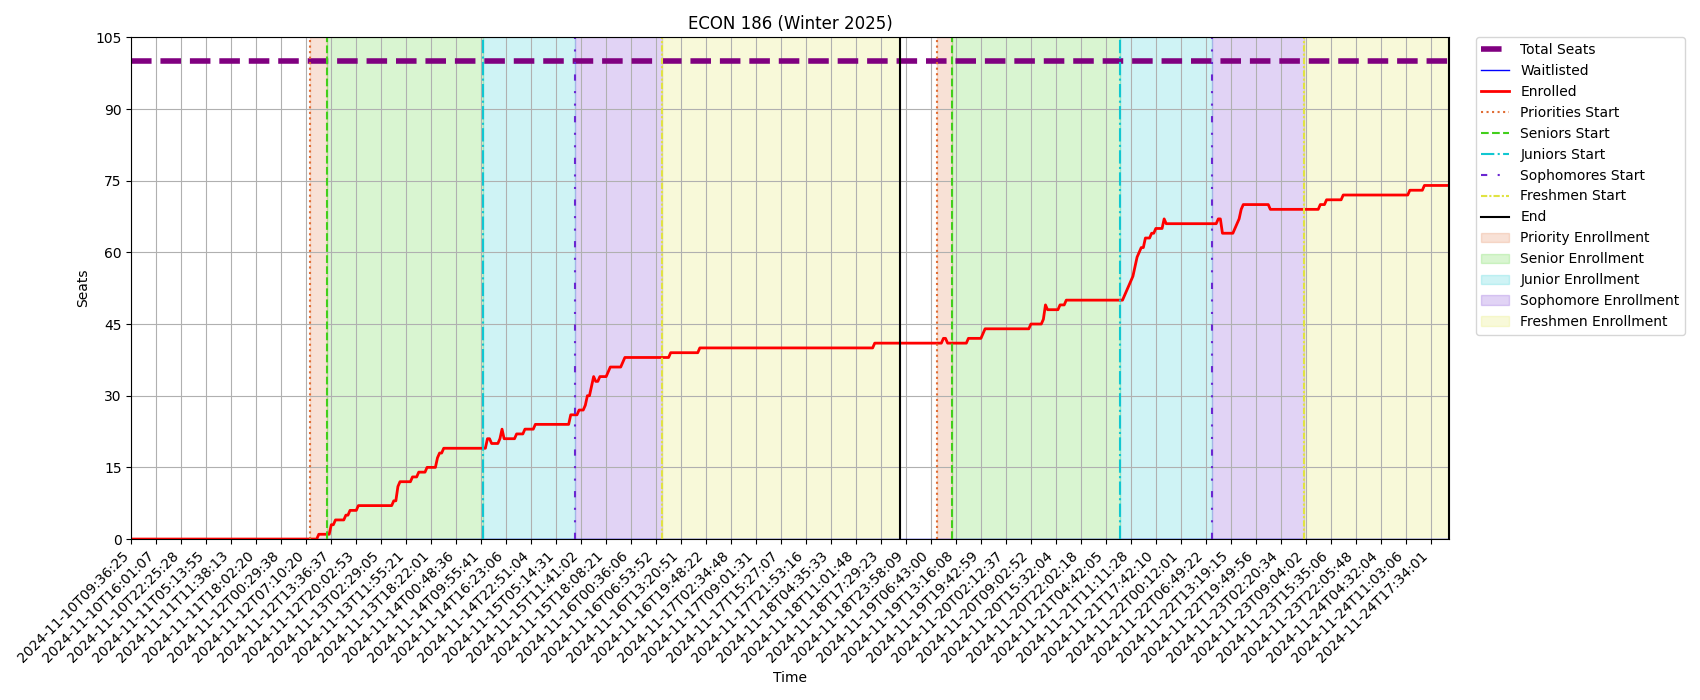 ECON 186 (Winter 2025)
105
90
75
60
45
30
15
0
Seats
2024-11-10T09:36:25
2024-11-10T16:01:07
2024-11-10T22:25:28
2024-11-11T05:13:55
2024-11-11T11:38:13
2024-11-11T18:02:20
2024-11-12T00:29:38
2024-11-12T07:10:20
2024-11-12T13:36:37
2024-11-12T20:02:53
2024-11-13T02:29:05
2024-11-13T11:55:21
2024-11-13T18:22:01
2024-11-14T00:48:36
2024-11-14T09:55:41
2024-11-14T16:23:06
2024-11-14T22:51:04
2024-11-15T05:14:31
2024-11-15T11:41:02
2024-11-15T18:08:21
2024-11-16T00:36:06
2024-11-16T06:53:52
2024-11-16T13:20:51
2024-11-16T19:48:22
2024-11-17T02:34:48
2024-11-17T09:01:31
2024-11-17T15:27:07
2024-11-17T21:53:16
2024-11-18T04:35:33
2024-11-18T11:01:48
2024-11-18T17:29:23
2024-11-18T23:58:09
2024-11-19T06:43:00
2024-11-19T13:16:08
2024-11-19T19:42:59
2024-11-20T02:12:37
2024-11-20T09:02:52
2024-11-20T15:32:04
2024-11-20T22:02:18
2024-11-21T04:42:05
2024-11-21T11:11:28
2024-11-21T17:42:10
2024-11-22T00:12:01
2024-11-22T06:49:22
2024-11-22T13:19:15
2024-11-22T19:49:56
2024-11-23T02:20:34
2024-11-23T09:04:02
2024-11-23T15:35:06
2024-11-23T22:05:48
2024-11-24T04:32:04
2024-11-24T11:03:06
2024-11-24T17:34:01
Time
Total Seats
Waitlisted
Enrolled
Priorities Start
Seniors Start
Juniors Start
Sophomores Start
Freshmen Start
End
Priority Enrollment
Senior Enrollment
Junior Enrollment
Sophomore Enrollment
Freshmen Enrollment